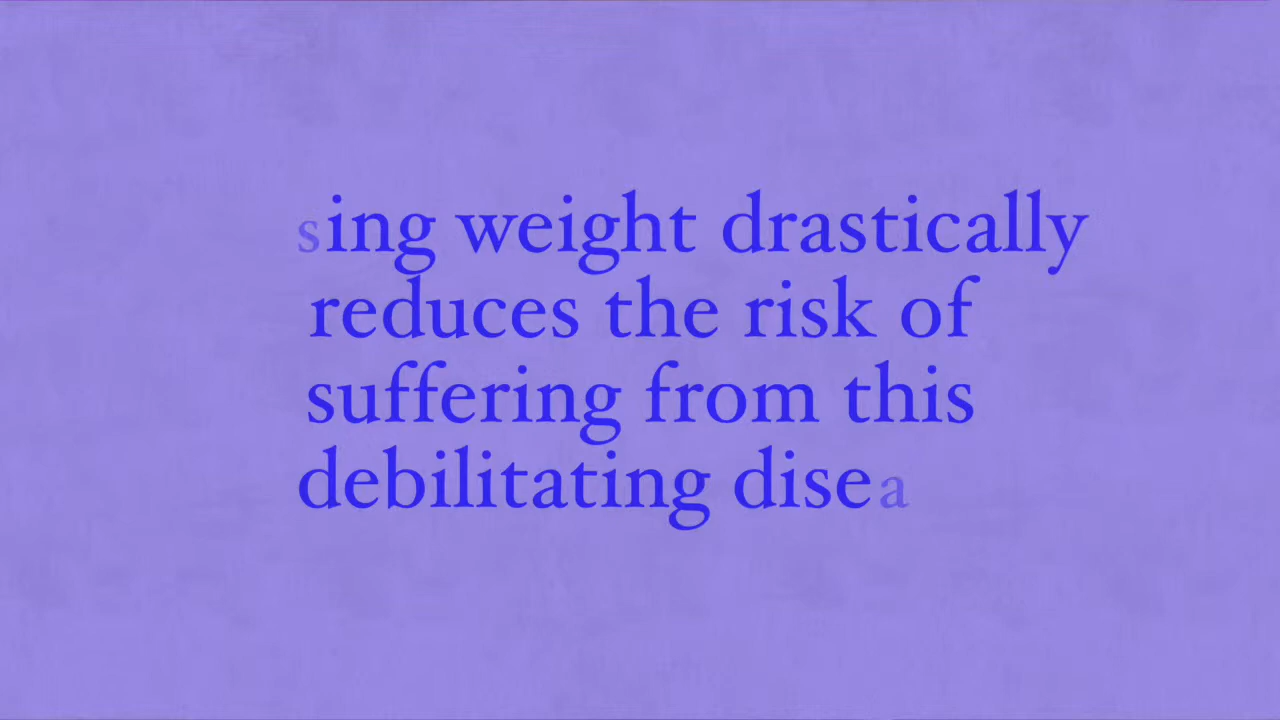 sing weight drastically
reduces the risk of
suffering from this
debilitating disea